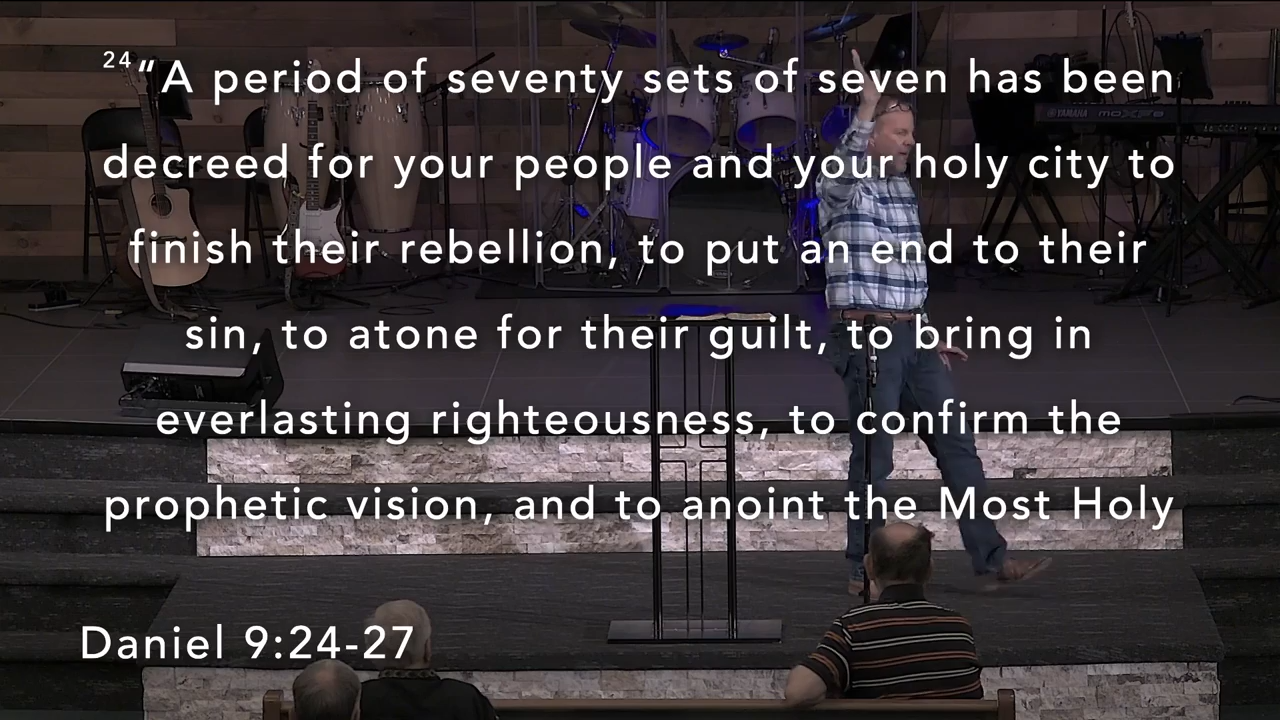 24 “A period of seventy sets of seven has been
decreed for your people and your holy city to
finish their rebellion, to put an end to their
sin, to atone for their guilt, to bring in
everlasting righteousness, to confirm the
prophetic vision, and to anoint the Most Holy
Daniel 9:24-27
YAMAHA MOXF8